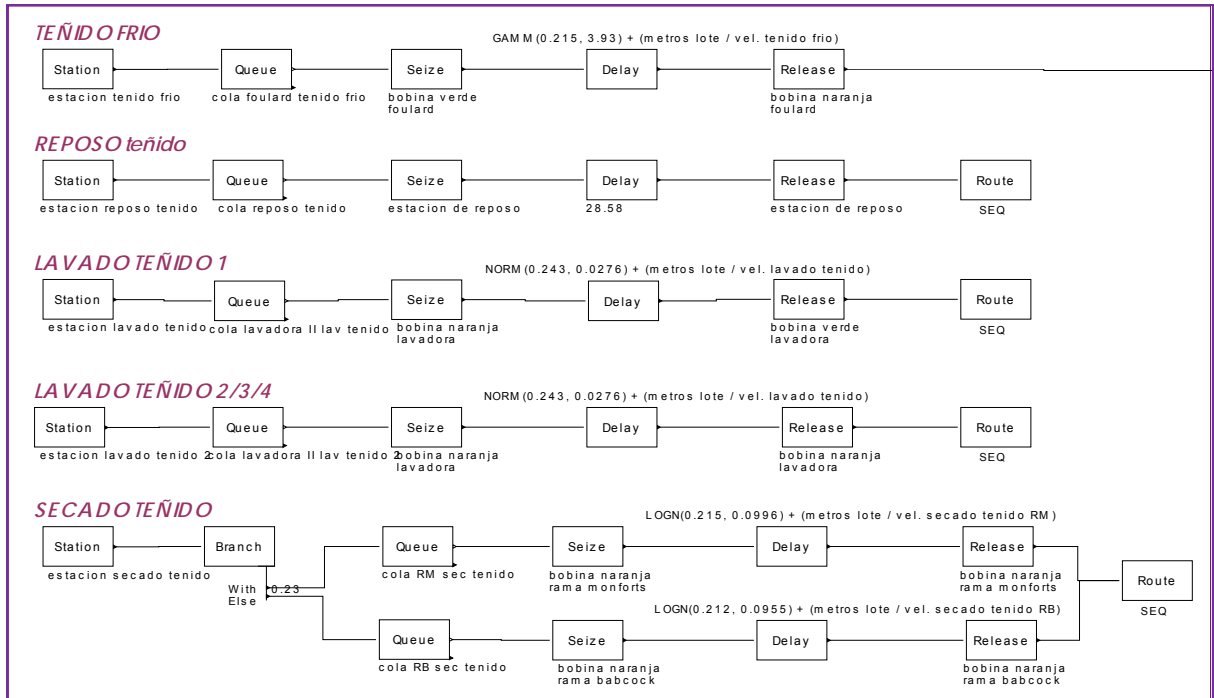 TEÑIDO FRIO
GAMM(0.215, 3.93) + (metros lote / vel. tenido frio)
Station Queue Seize Delay Release
estacion tenido frio cola foulard tenido frio bobina verde bobina naranja
foulard foulard
REPOSO teñido
Station Queue Seize Delay Release Route
estacion reposo tenido cola reposo tenido estacion de reposo 28.58 estacion de reposo SEQ
LAVADO TEÑIDO 1
NORM(0.243, 0.0276) + (metros lote / vel. lavado tenido)
Station Queue Seize Delay Release Route
estacion lavado tenido cola lavadora II lav tenido bobina naranja bobina verde SEQ
lavadora lavadora
LAVADO TEÑIDO 2/3/4
NORM(0.243, 0.0276) + (metros lote / vel. lavado tenido)
Station Queue Seize Delay Release Route
estacion lavado tenido 2 cola lavadora II lav tenido 2 bobina naranja bobina naranja SEQ
lavadora lavadora
SECADO TEÑIDO
LOGN(0.215, 0.0996) + (metros lote / vel. secado tenido RM)
Station Branch Queue Seize Delay Release
estacion secado tenido cola RM sec tenido bobina naranja bobina naranja
rama monforts rama monforts
With 0.23
Else
Route
SEQ
LOGN(0.212, 0.0955) + (metros lote / vel. secado tenido RB)
Queue Seize Delay Release
cola RB sec tenido bobina naranja bobina naranja
rama babcock rama babcock